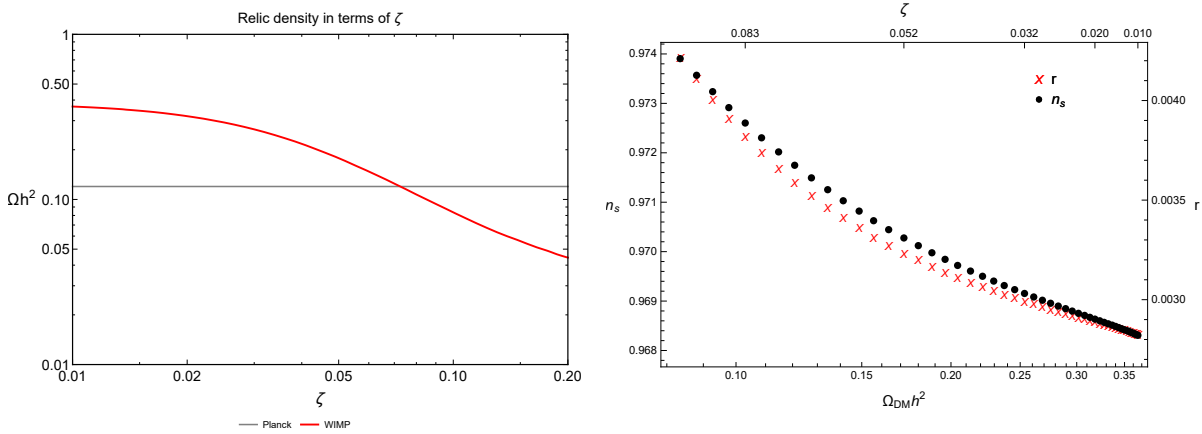 Relic density in terms of ζ
1
0.50
Ωh²
0.10
0.05
0.01
0.01 0.02 0.05 0.10 0.20
ζ
Planck WIMP
ζ
0.083 0.052 0.032 0.020 0.010
0.974
0.973
0.972
0.971
0.970
0.969
0.968
n_s
x r
● n_s
0.0040
0.0035
0.0030
r
0.10 0.15 0.20 0.25 0.30 0.35
Ω_DM h²